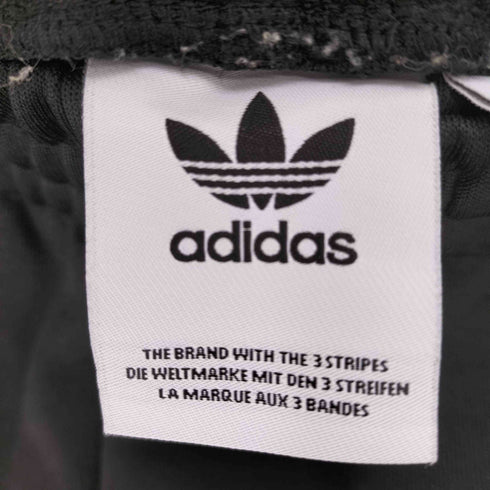 adidas
THE BRAND WITH THE 3 STRIPES
DIE WELTMARKE MIT DEN 3 STREIFEN
LA MARQUE AUX 3 BANDES